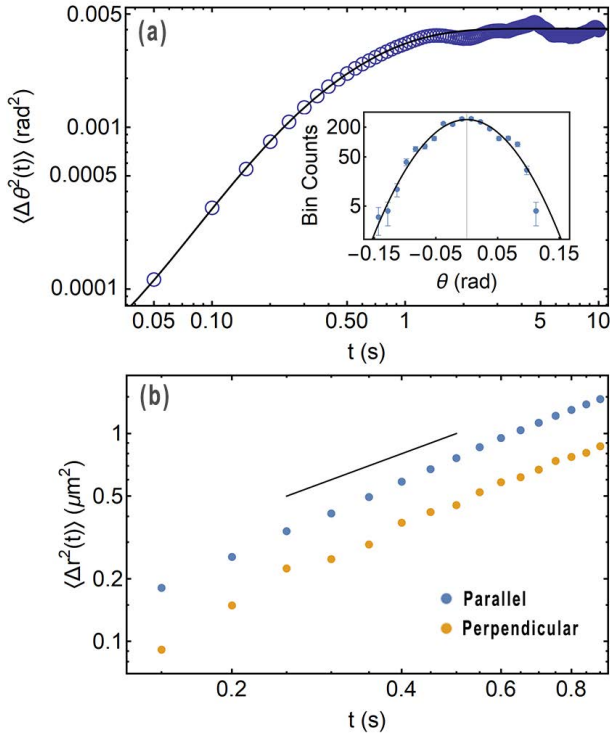 (a)
0.005
0.001
0.0005
0.0001
⟨Δθ²(t)⟩ (rad²)
200
50
5
Bin Counts
−0.15 −0.05 0.05 0.15
θ (rad)
0.05 0.10 0.50 1 5 10
t (s)
(b)
1
0.5
0.2
0.1
⟨Δr²(t)⟩ (μm²)
Parallel
Perpendicular
0.2 0.4 0.6 0.8
t (s)